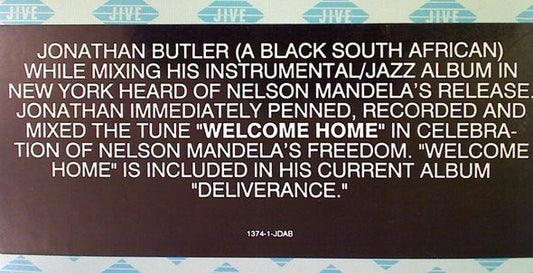 JIVE JIVE JIVE JIVE JIVE
JONATHAN BUTLER (A BLACK SOUTH AFRICAN)
WHILE MIXING HIS INSTRUMENTAL/JAZZ ALBUM IN
NEW YORK HEARD OF NELSON MANDELA'S RELEASE.
JONATHAN IMMEDIATELY PENNED, RECORDED AND
MIXED THE TUNE "WELCOME HOME" IN CELEBRA-
TION OF NELSON MANDELA'S FREEDOM. "WELCOME
HOME" IS INCLUDED IN HIS CURRENT ALBUM
"DELIVERANCE."
1374-1-JDAB